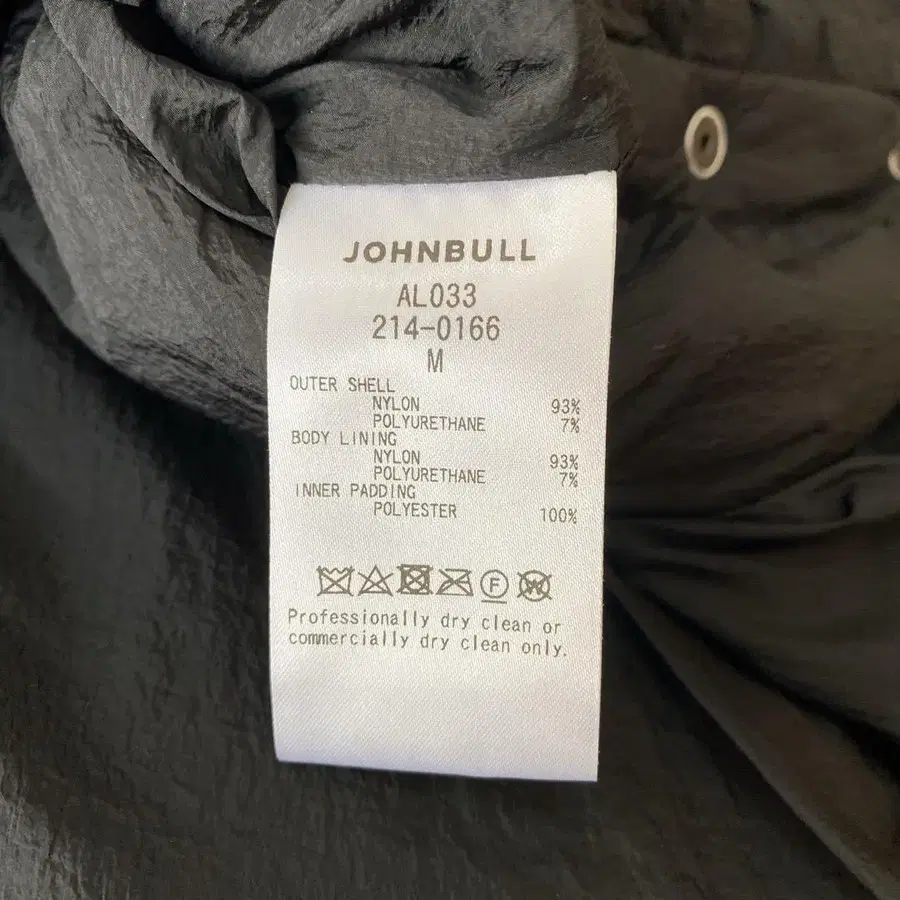 JOHNBULL
AL033
214-0166
M
OUTER SHELL
NYLON 93%
POLYURETHANE 7%
BODY LINING
NYLON 93%
POLYURETHANE 7%
INNER PADDING
POLYESTER 100%
F W
Professionally dry clean or
commercially dry clean only.